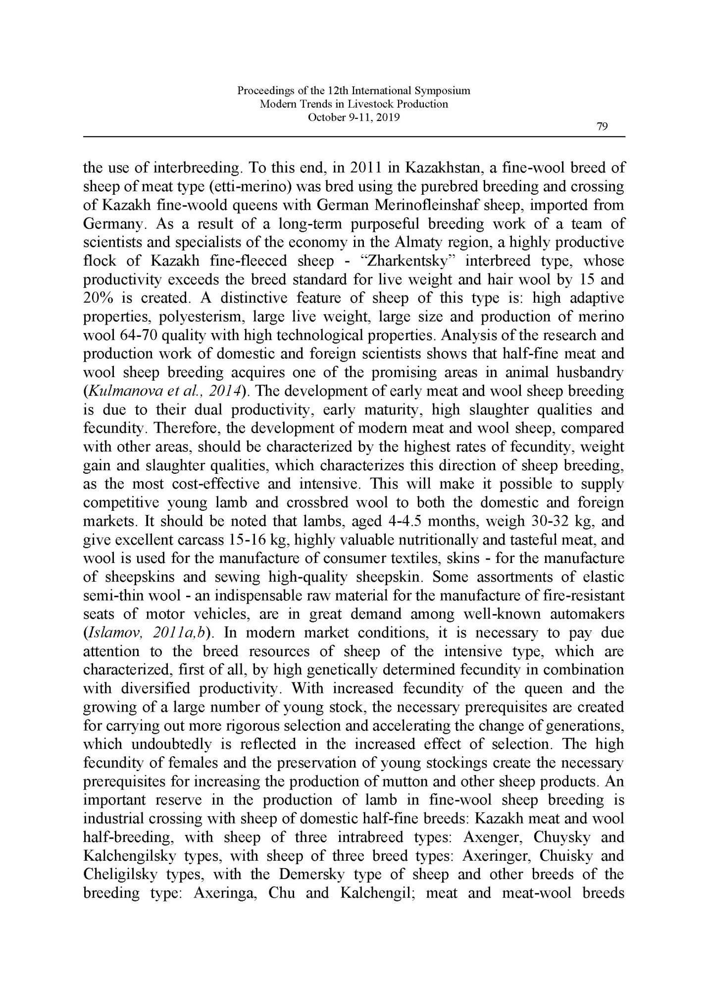 Proceedings of the 12th International Symposium
Modern Trends in Livestock Production
October 9-11, 2019
79
the use of interbreeding. To this end, in 2011 in Kazakhstan, a fine-wool breed of
sheep of meat type (etti-merino) was bred using the purebred breeding and crossing
of Kazakh fine-woold queens with German Merinofleinshaf sheep, imported from
Germany. As a result of a long-term purposeful breeding work of a team of
scientists and specialists of the economy in the Almaty region, a highly productive
flock of Kazakh fine-fleeced sheep - “Zharkentsky” interbreed type, whose
productivity exceeds the breed standard for live weight and hair wool by 15 and
20% is created. A distinctive feature of sheep of this type is: high adaptive
properties, polyesterism, large live weight, large size and production of merino
wool 64-70 quality with high technological properties. Analysis of the research and
production work of domestic and foreign scientists shows that half-fine meat and
wool sheep breeding acquires one of the promising areas in animal husbandry
(Kulmanova et al., 2014). The development of early meat and wool sheep breeding
is due to their dual productivity, early maturity, high slaughter qualities and
fecundity. Therefore, the development of modern meat and wool sheep, compared
with other areas, should be characterized by the highest rates of fecundity, weight
gain and slaughter qualities, which characterizes this direction of sheep breeding,
as the most cost-effective and intensive. This will make it possible to supply
competitive young lamb and crossbred wool to both the domestic and foreign
markets. It should be noted that lambs, aged 4-4.5 months, weigh 30-32 kg, and
give excellent carcass 15-16 kg, highly valuable nutritionally and tasteful meat, and
wool is used for the manufacture of consumer textiles, skins - for the manufacture
of sheepskins and sewing high-quality sheepskin. Some assortments of elastic
semi-thin wool - an indispensable raw material for the manufacture of fire-resistant
seats of motor vehicles, are in great demand among well-known automakers
(Islamov, 2011a,b). In modern market conditions, it is necessary to pay due
attention to the breed resources of sheep of the intensive type, which are
characterized, first of all, by high genetically determined fecundity in combination
with diversified productivity. With increased fecundity of the queen and the
growing of a large number of young stock, the necessary prerequisites are created
for carrying out more rigorous selection and accelerating the change of generations,
which undoubtedly is reflected in the increased effect of selection. The high
fecundity of females and the preservation of young stockings create the necessary
prerequisites for increasing the production of mutton and other sheep products. An
important reserve in the production of lamb in fine-wool sheep breeding is
industrial crossing with sheep of domestic half-fine breeds: Kazakh meat and wool
half-breeding, with sheep of three intrabreed types: Axenger, Chuysky and
Kalchengilsky types, with sheep of three breed types: Axeringer, Chuisky and
Cheligilsky types, with the Demersky type of sheep and other breeds of the
breeding type: Axeringa, Chu and Kalchengil; meat and meat-wool breeds